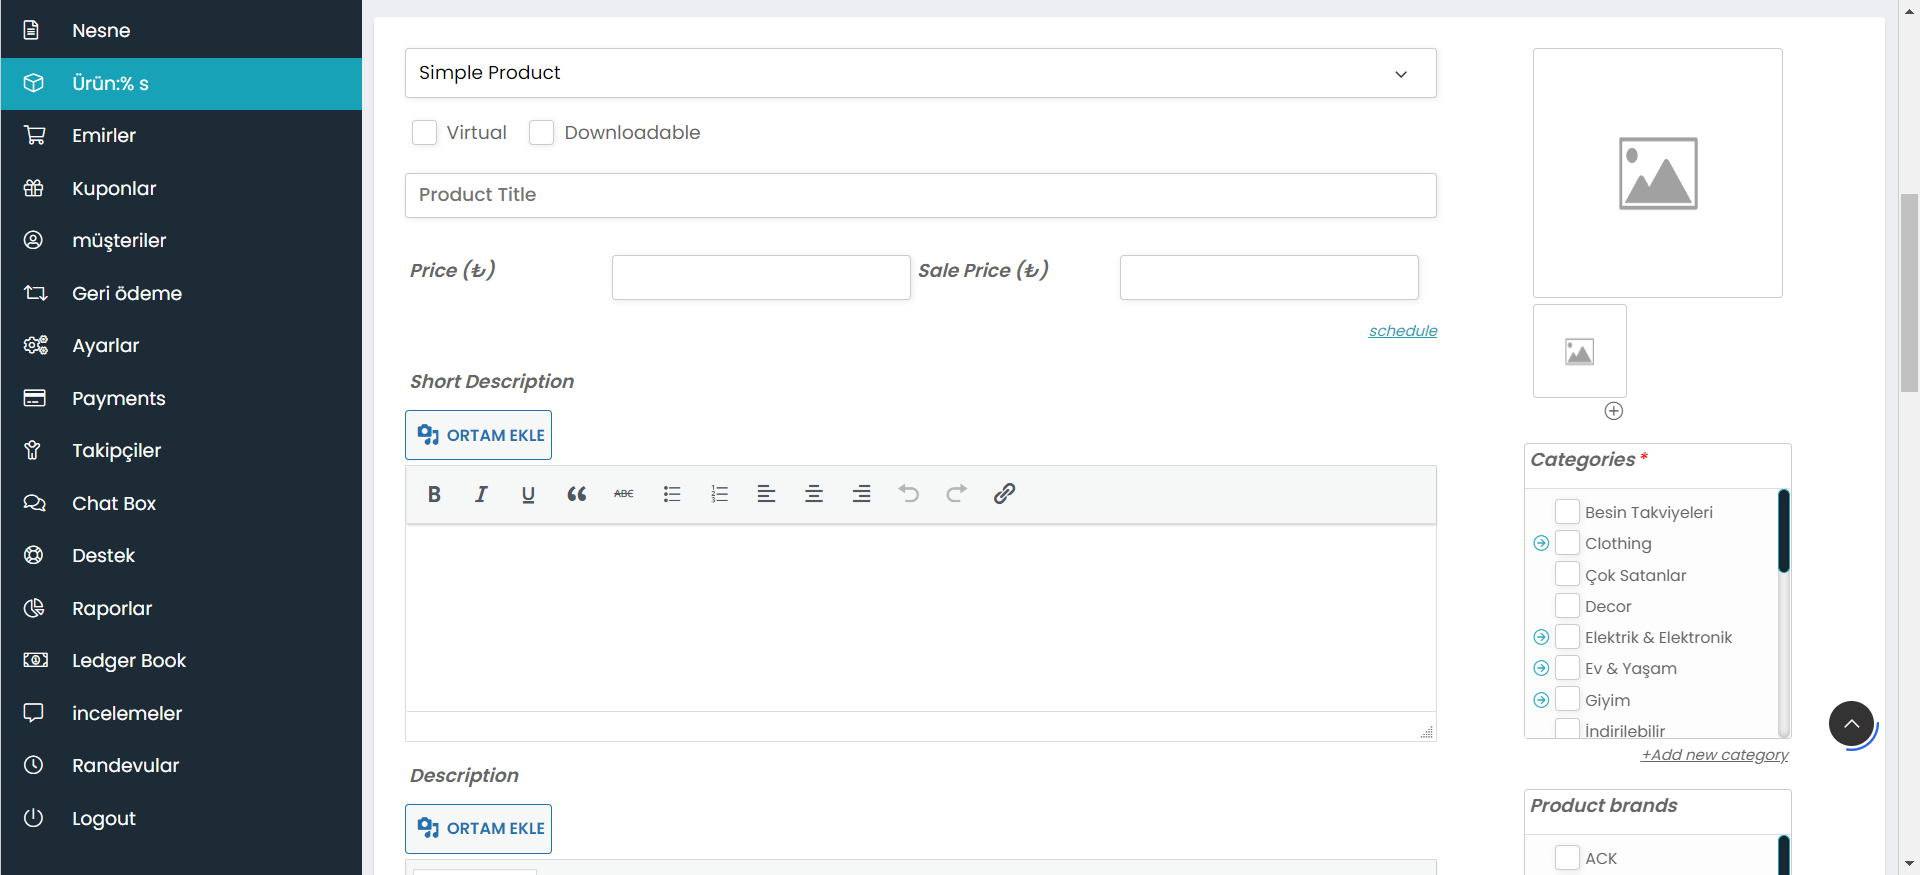 Nesne
Ürün:% s
Emirler
Kuponlar
müşteriler
Geri ödeme
Ayarlar
Payments
Takipçiler
Chat Box
Destek
Raporlar
Ledger Book
incelemeler
Randevular
Logout
Simple Product
Virtual
Downloadable
Product Title
Price (₺)
Sale Price (₺)
schedule
Short Description
ORTAM EKLE
B I U ABC
Description
ORTAM EKLE
Categories *
Besin Takviyeleri
Clothing
Çok Satanlar
Decor
Elektrik & Elektronik
Ev & Yaşam
Giyim
İndirilebilir
+Add new category
Product brands
ACK